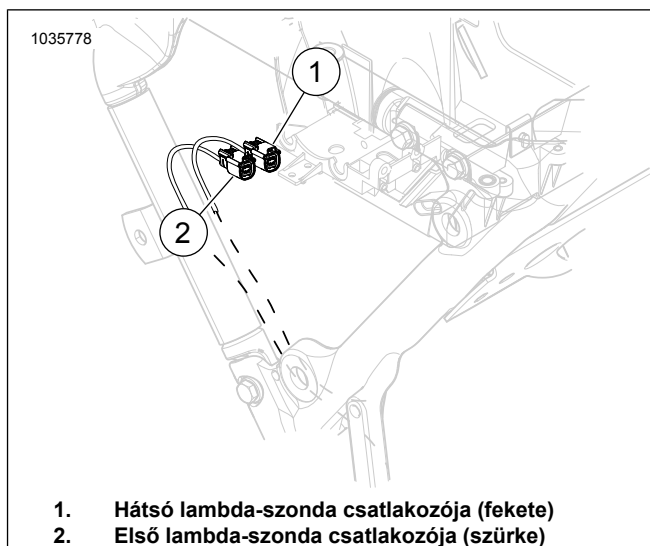 1035778
1
2
1. Hátsó lambda-szonda csatlakozója (fekete)
2. Első lambda-szonda csatlakozója (szürke)